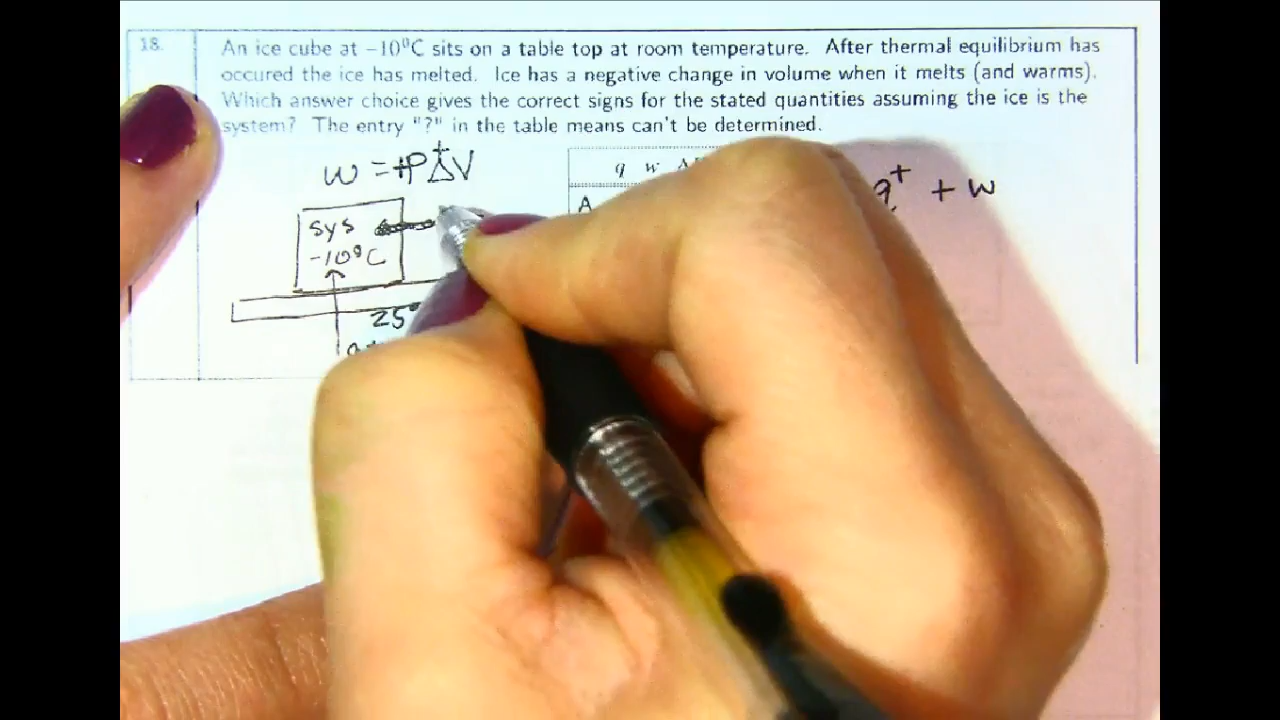 18.
An ice cube at −10⁰C sits on a table top at room temperature. After thermal equilibrium has
occured the ice has melted. Ice has a negative change in volume when it melts (and warms).
Which answer choice gives the correct signs for the stated quantities assuming the ice is the
system? The entry "?" in the table means can't be determined.
w = +PΔV
+
q w
A
q⁺ + w
sys
-10°C
25°